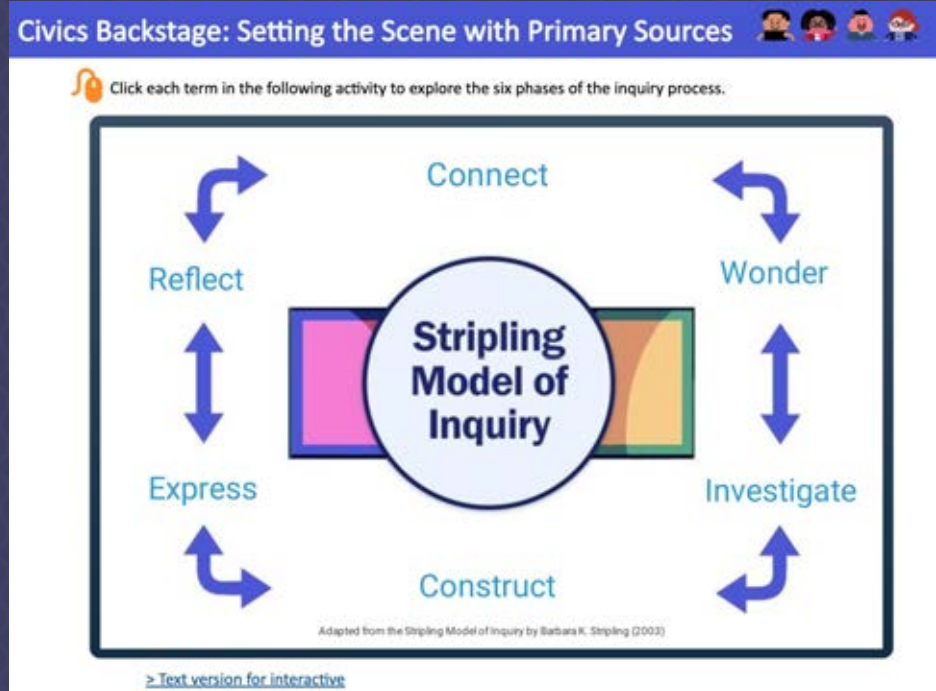 Civics Backstage: Setting the Scene with Primary Sources
Click each term in the following activity to explore the six phases of the inquiry process.
Connect
Reflect
Wonder
Stripling
Model of
Inquiry
Express
Investigate
Construct
Adapted from the Stripling Model of Inquiry by Barbara K. Stripling (2003)
> Text version for interactive